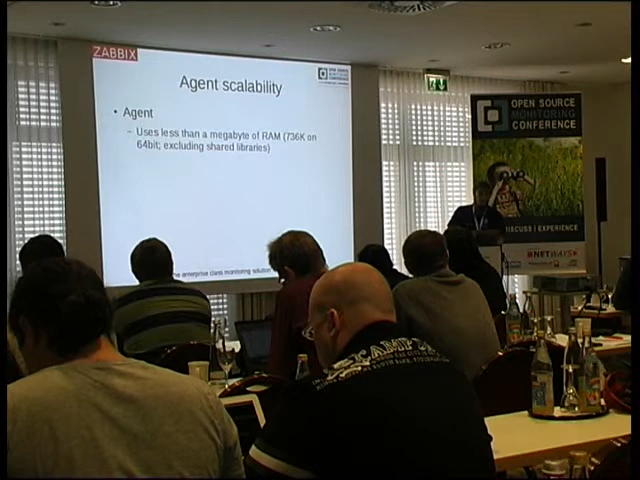 ZABBIX
Agent scalability
• Agent
– Uses less than a megabyte of RAM (736K on
64bit; excluding shared libraries)
The enterprise class monitoring solution
OPEN SOURCE
MONITORING
CONFERENCE
DISCUSS | EXPERIENCE
NETWAYS